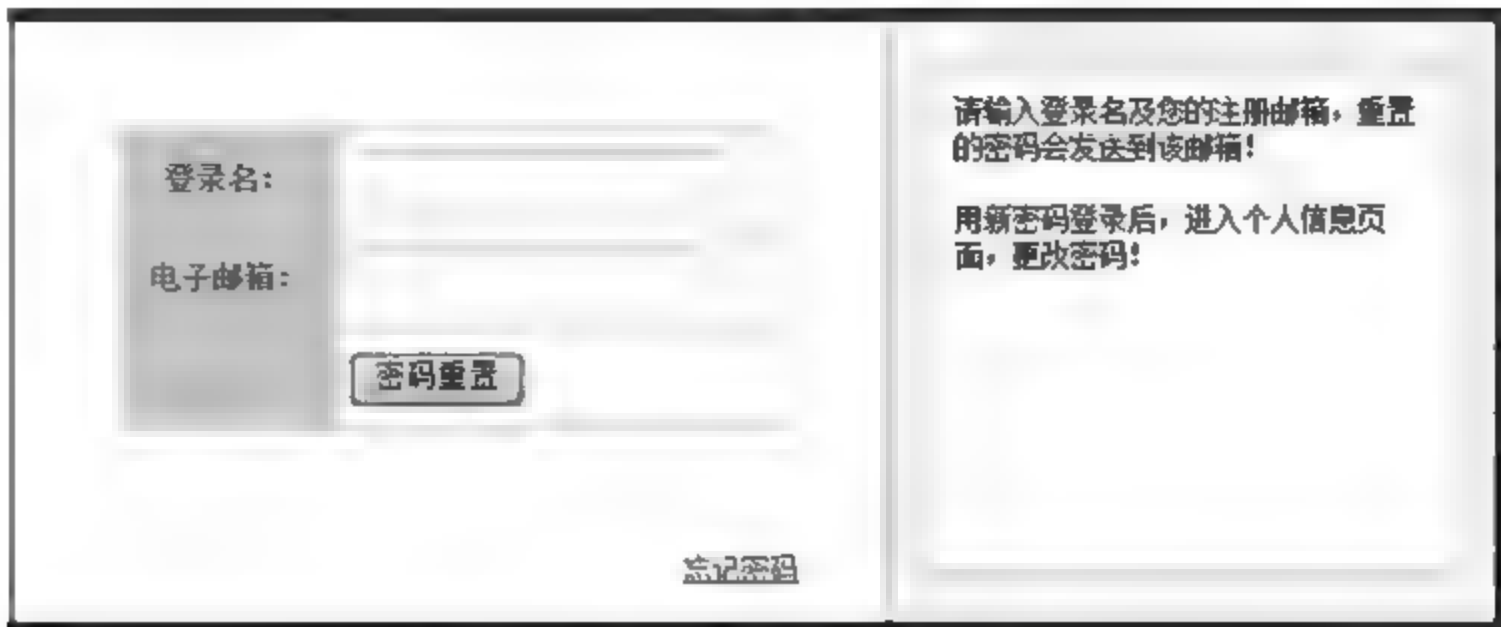 登录名：
电子邮箱：
密码重置
忘记密码
请输入登录名及您的注册邮箱，重置
的密码会发送到该邮箱！
用新密码登录后，进入个人信息页
面，更改密码！